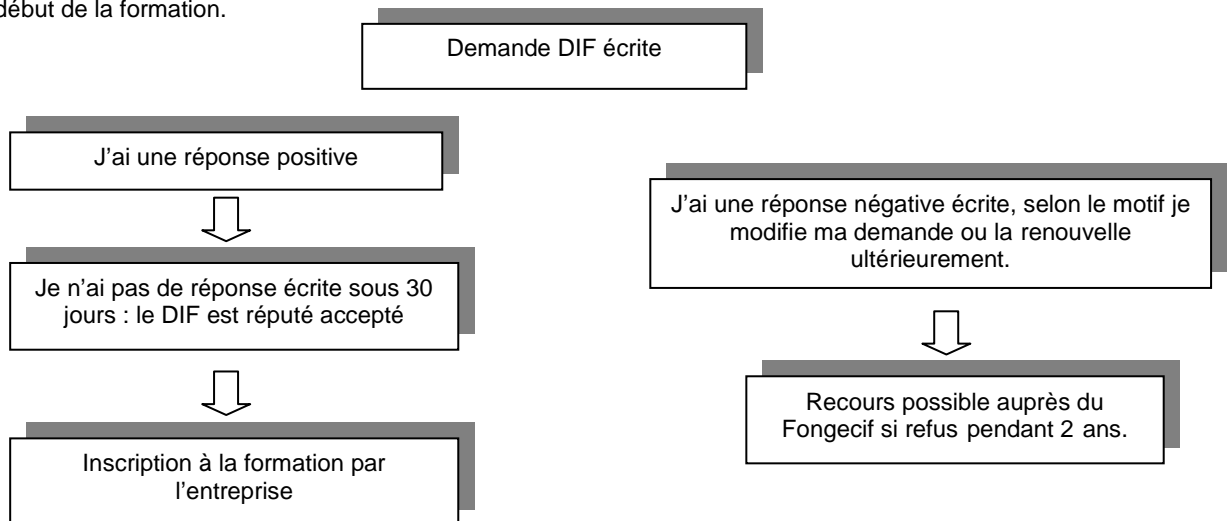 début de la formation.
Demande DIF écrite
J'ai une réponse positive
Je n'ai pas de réponse écrite sous 30
jours : le DIF est réputé accepté
Inscription à la formation par
l'entreprise
J'ai une réponse négative écrite, selon le motif je
modifie ma demande ou la renouvelle
ultérieurement.
Recours possible auprès du
Fongecif si refus pendant 2 ans.